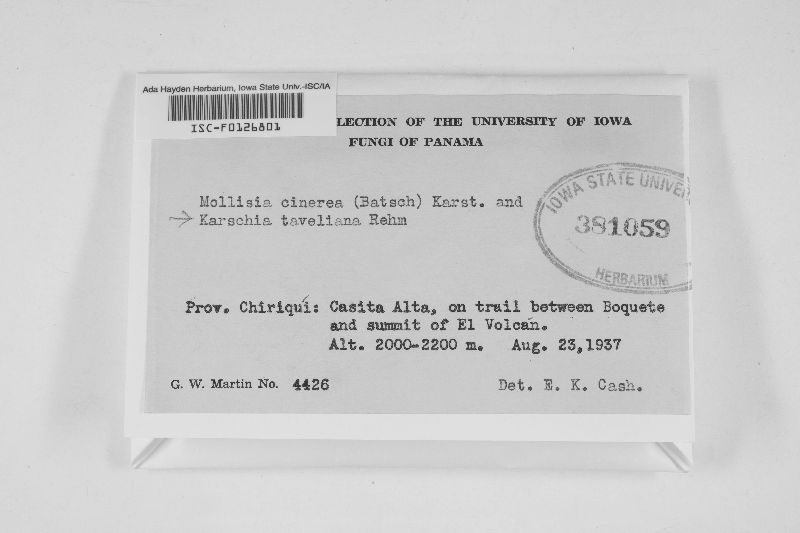 Ada Hayden Herbarium, Iowa State Univ.-ISC/IA
ISC-F0126801
LECTION OF THE UNIVERSITY OF IOWA
FUNGI OF PANAMA
Mollisia cinerea (Batsch) Karst. and
Karschia taveliana Rehm
IOWA STATE UNIVER
381059
HERBARIUM
Prov. Chiriquí: Casita Alta, on trail between Boquete
and summit of El Volcán.
Alt. 2000-2200 m. Aug. 23,1937
G. W. Martin No. 4426 Det. E. K. Cash.